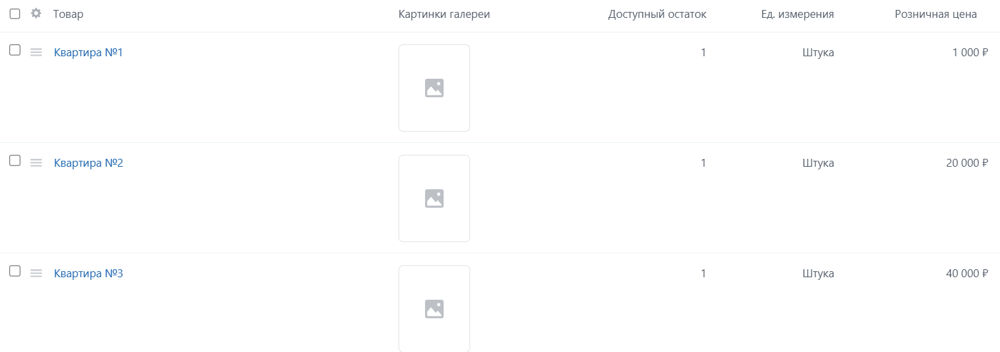 Товар Картинки галереи Доступный остаток Ед. измерения Розничная цена
Квартира №1 1 Штука 1 000 ₽
Квартира №2 1 Штука 20 000 ₽
Квартира №3 1 Штука 40 000 ₽